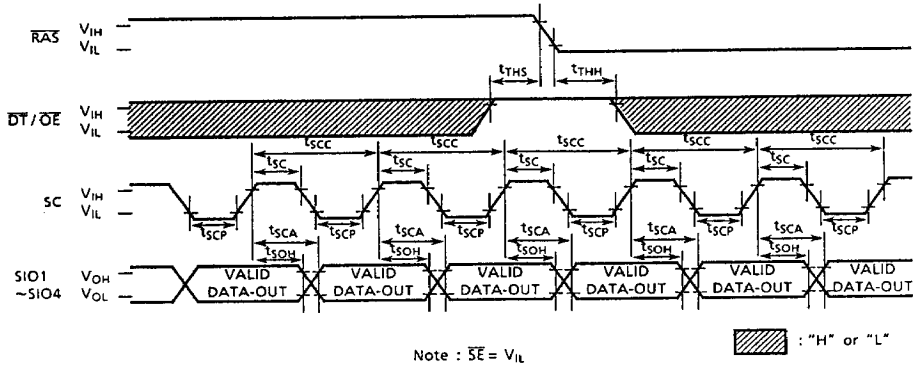 RAS VIH
VIL
tTHS tTHH
DT / OE VIH
VIL
tSCC tSCC tSCC tSCC tSCC
tSC tSC tSC tSC tSC
SC VIH
VIL
tSCP tSCP tSCP tSCP tSCP tSCP
tSCA tSCA tSCA tSCA tSCA
tSOH tSOH tSOH tSOH tSOH
SIO1 ~SIO4 VOH
VOL
VALID DATA-OUT VALID DATA-OUT VALID DATA-OUT VALID DATA-OUT VALID DATA-OUT VALID DATA-OUT
: "H" or "L"
Note : SE = VIL